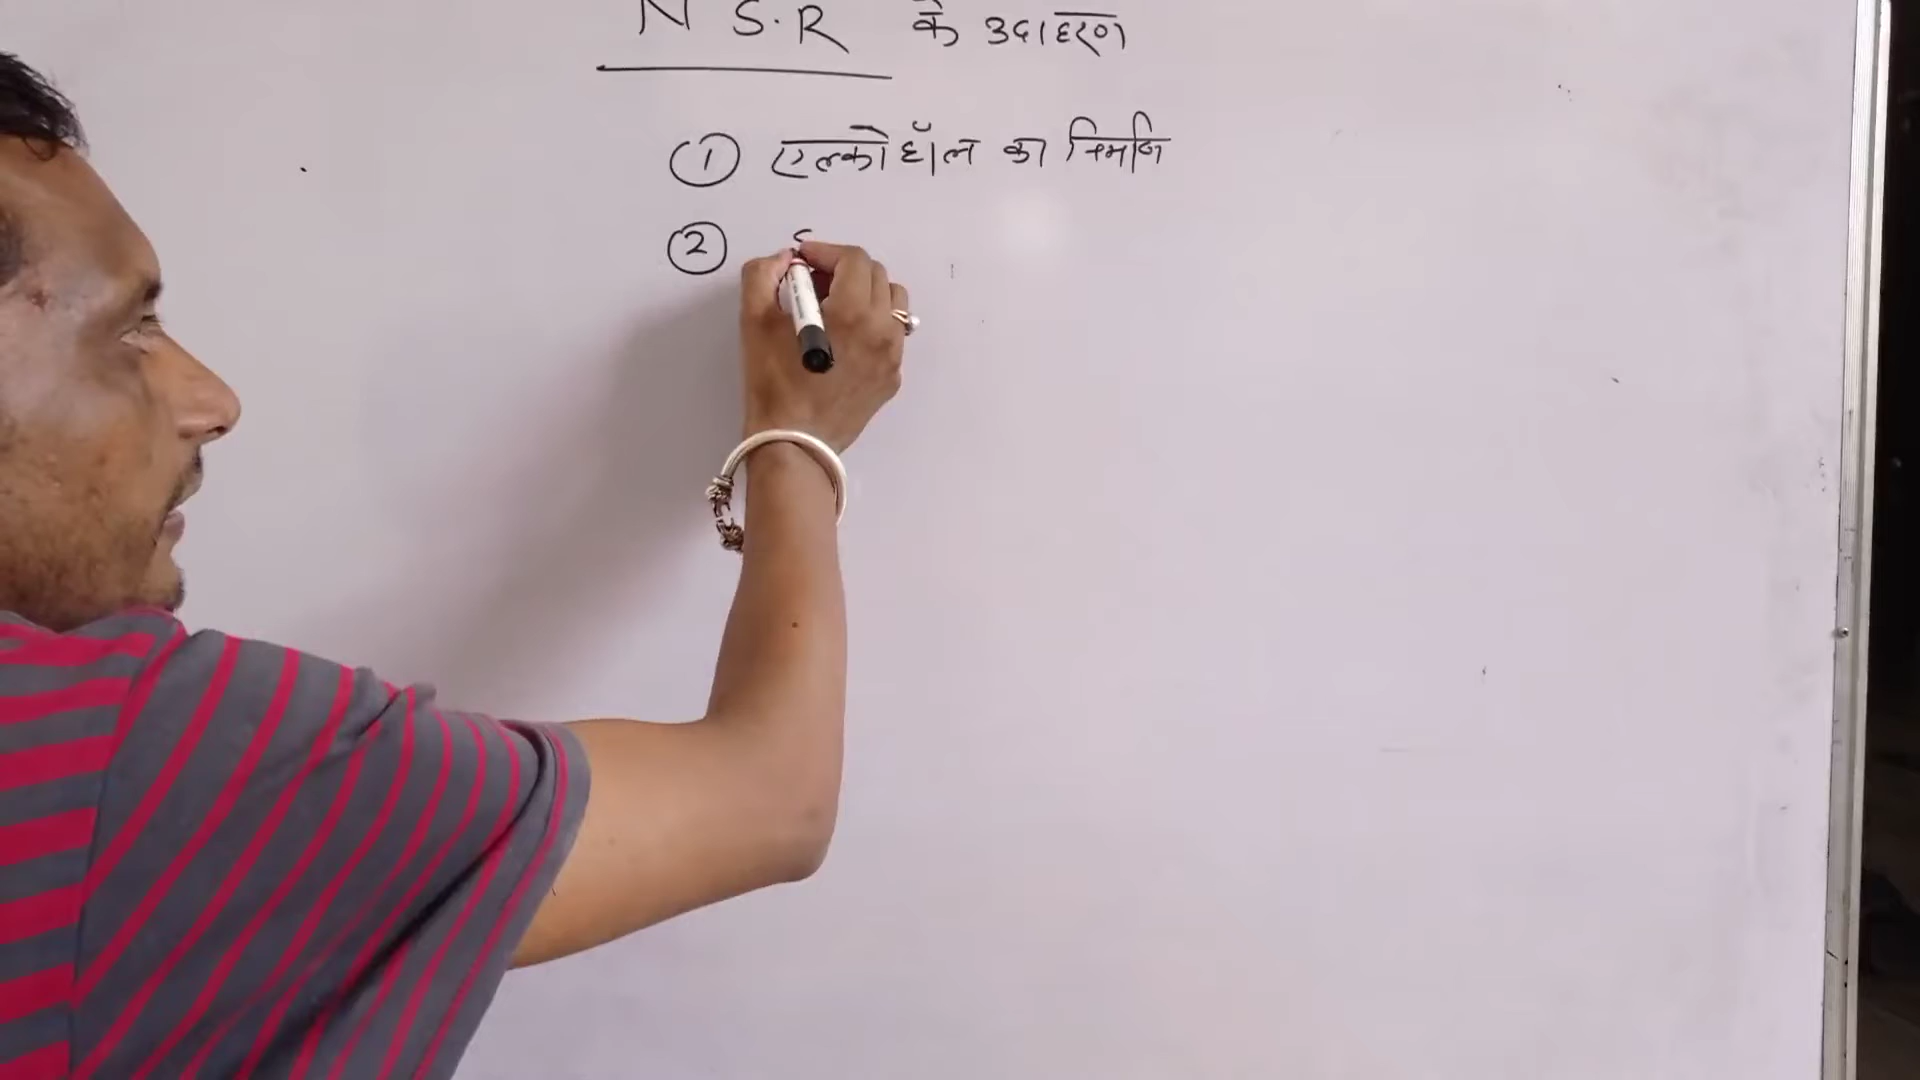 N S.R के उदाहरण
① एल्कोहॉल का निर्माण
②